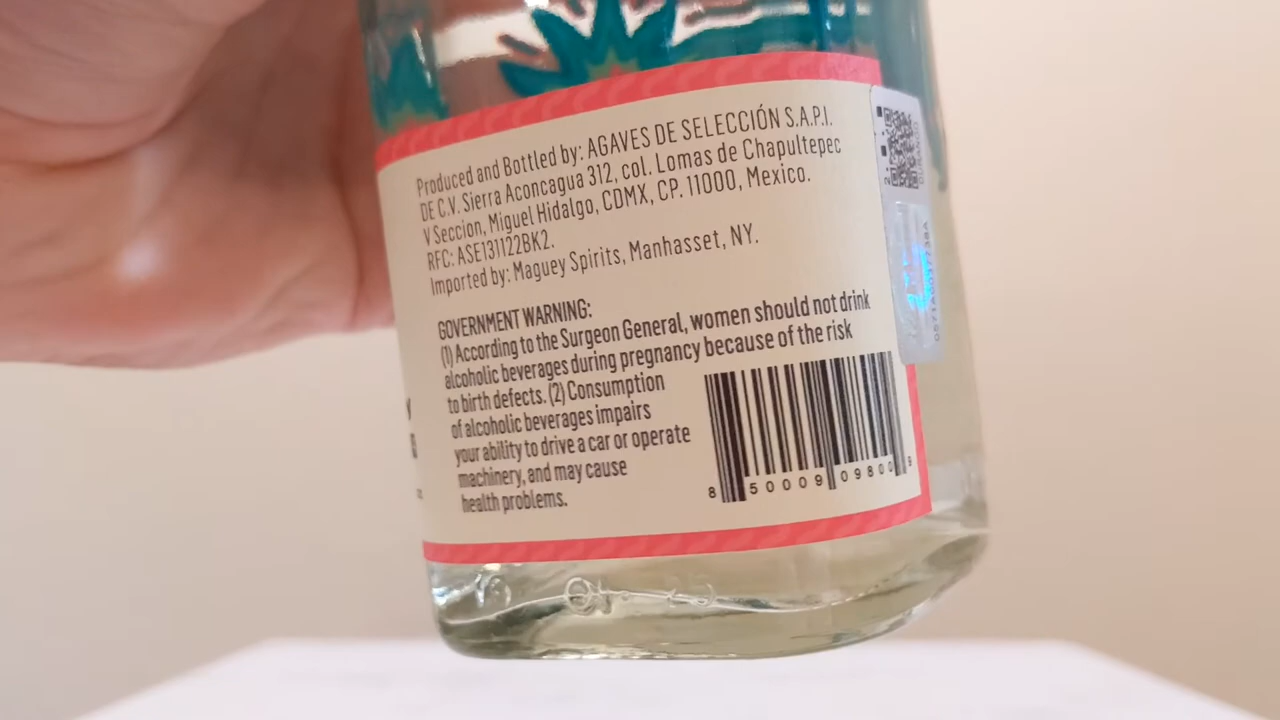 Produced and Bottled by: AGAVES DE SELECCIÓN S.A.P.I.
DE C.V. Sierra Aconcagua 312, col. Lomas de Chapultepec
V Seccion, Miguel Hidalgo, CDMX, CP. 11000, Mexico.
RFC: ASE131122BK2.
Imported by: Maguey Spirits, Manhasset, NY.
GOVERNMENT WARNING:
(1) According to the Surgeon General, women should not drink
alcoholic beverages during pregnancy because of the risk
to birth defects. (2) Consumption
of alcoholic beverages impairs
your ability to drive a car or operate
machinery, and may cause
health problems.
8 50009 09800 9